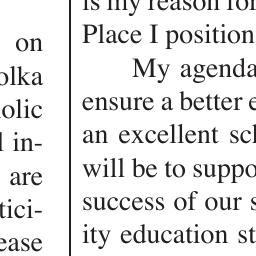 on
olka
olic
l in-
are
tici-
ease
is my reason for
Place I position
My agenda
ensure a better e
an excellent sch
will be to suppo
success of our s
ity education st